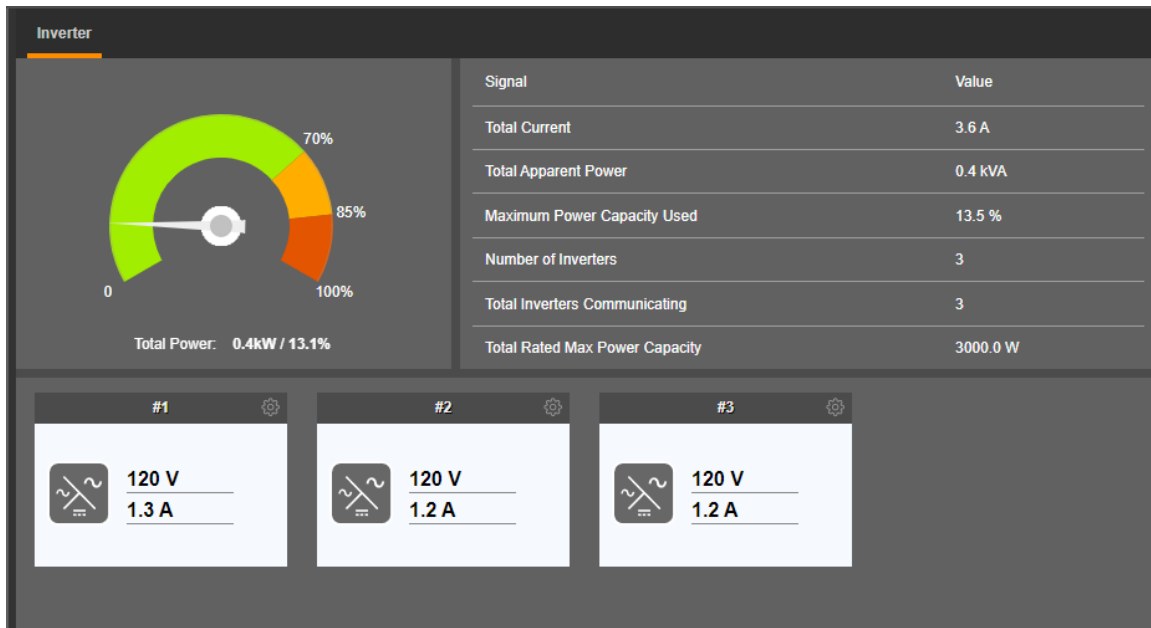 Inverter
70%
85%
0
100%
Total Power: 0.4kW / 13.1%
Signal Value
Total Current 3.6 A
Total Apparent Power 0.4 kVA
Maximum Power Capacity Used 13.5 %
Number of Inverters 3
Total Inverters Communicating 3
Total Rated Max Power Capacity 3000.0 W
#1
120 V
1.3 A
#2
120 V
1.2 A
#3
120 V
1.2 A